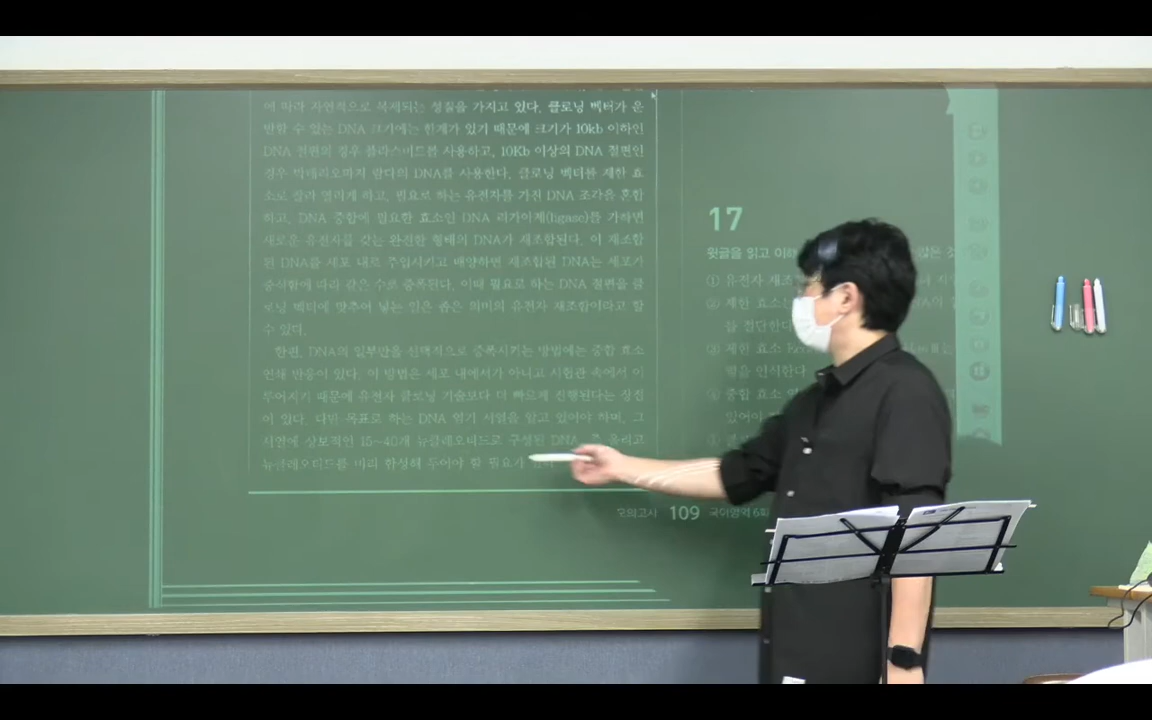 에 따라 자연적으로 복제되는 성질을 가지고 있다. 클로닝 벡터가 운
반할 수 있는 DNA 크기에는 한계가 있기 때문에 크기가 10kb 이하인
DNA 절편의 경우 플라스미드를 사용하고, 10Kb 이상의 DNA 절편인
경우 박테리오파지 람다의 DNA를 사용한다. 클로닝 벡터를 제한 효
소로 잘라 열리게 하고, 필요로 하는 유전자를 가진 DNA 조각을 혼합
하고, DNA 중합에 필요한 효소인 DNA 리가아제(ligase)를 가하면
새로운 유전자를 갖는 완전한 형태의 DNA가 재조합된다. 이 재조합
된 DNA를 세포 내로 주입시키고 배양하면 재조합된 DNA는 세포가
증식함에 따라 같은 수로 증폭된다. 이때 필요로 하는 DNA 절편을 클
로닝 벡터에 맞추어 넣는 일은 좁은 의미의 유전자 재조합이라고 할
수 있다.
한편, DNA의 일부만을 선택적으로 증폭시키는 방법에는 중합 효소
연쇄 반응이 있다. 이 방법은 세포 내에서가 아니고 시험관 속에서 이
루어지기 때문에 유전자 클로닝 기술보다 더 빠르게 진행된다는 장점
이 있다. 다만 목표로 하는 DNA 염기 서열을 알고 있어야 하며, 그
서열에 상보적인 15~40개 뉴클레오티드로 구성된 DNA 올리고
뉴클레오티드를 미리 합성해 두어야 할 필요가
17
윗글을 읽고 않은 것
① 유전자 재조
② 제한 효소
을 절단한다
③ 제한 효소
열을 인식한다
④ 중합 효소
있어야
⑤
모의고사 109 국어영역 6회